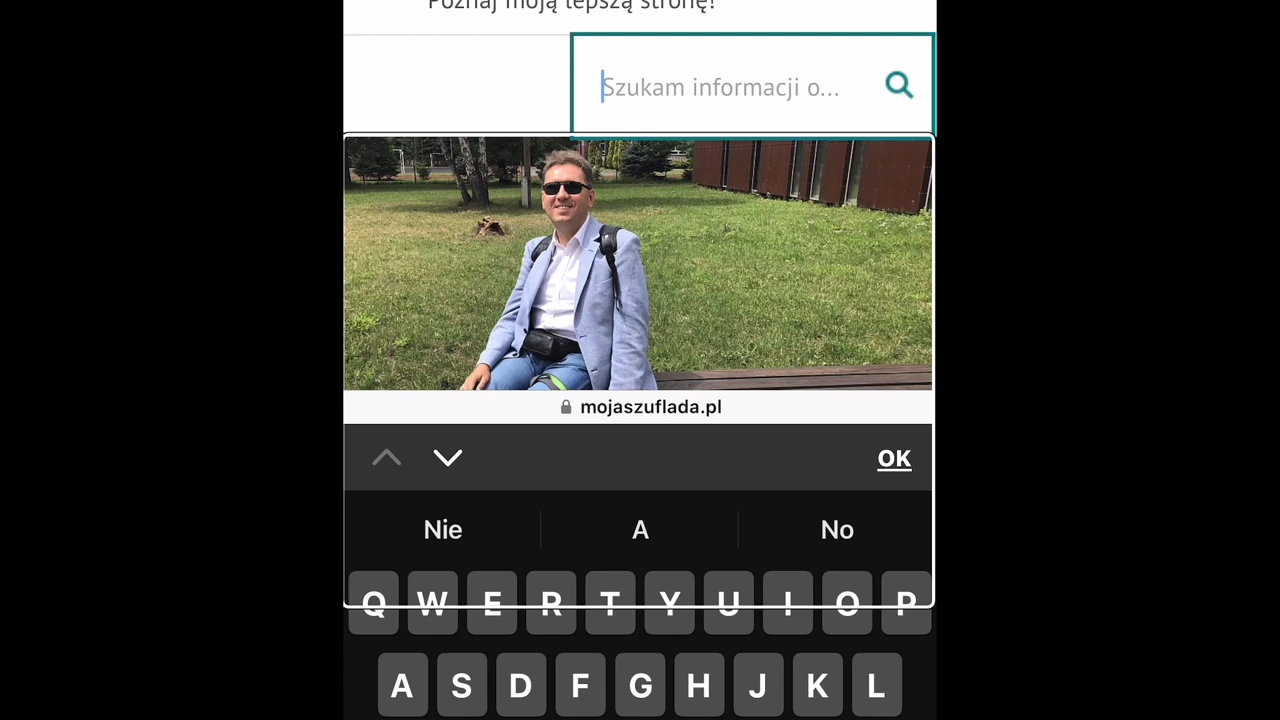 Poznaj moją lepszą stronę!
Szukam informacji o...
mojaszuflada.pl
OK
Nie A No
Q W E R T Y U I O P
A S D F G H J K L